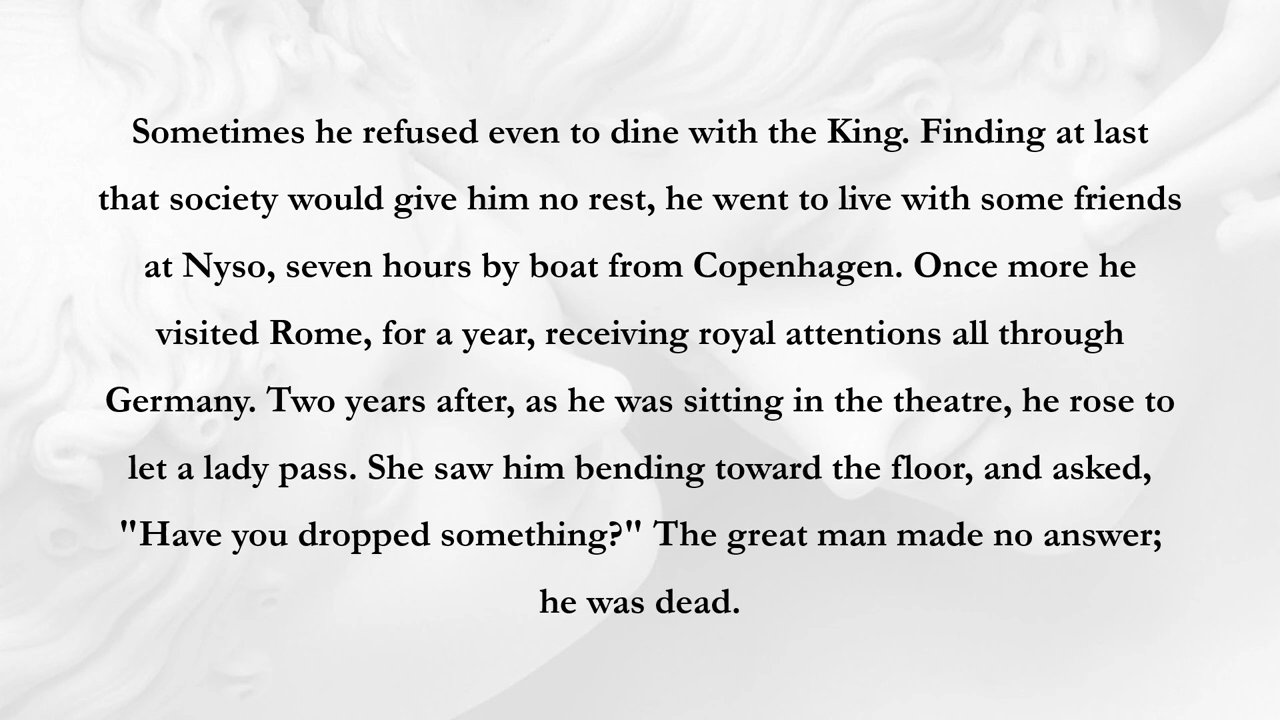 Sometimes he refused even to dine with the King. Finding at last
that society would give him no rest, he went to live with some friends
at Nyso, seven hours by boat from Copenhagen. Once more he
visited Rome, for a year, receiving royal attentions all through
Germany. Two years after, as he was sitting in the theatre, he rose to
let a lady pass. She saw him bending toward the floor, and asked,
"Have you dropped something?" The great man made no answer;
he was dead.